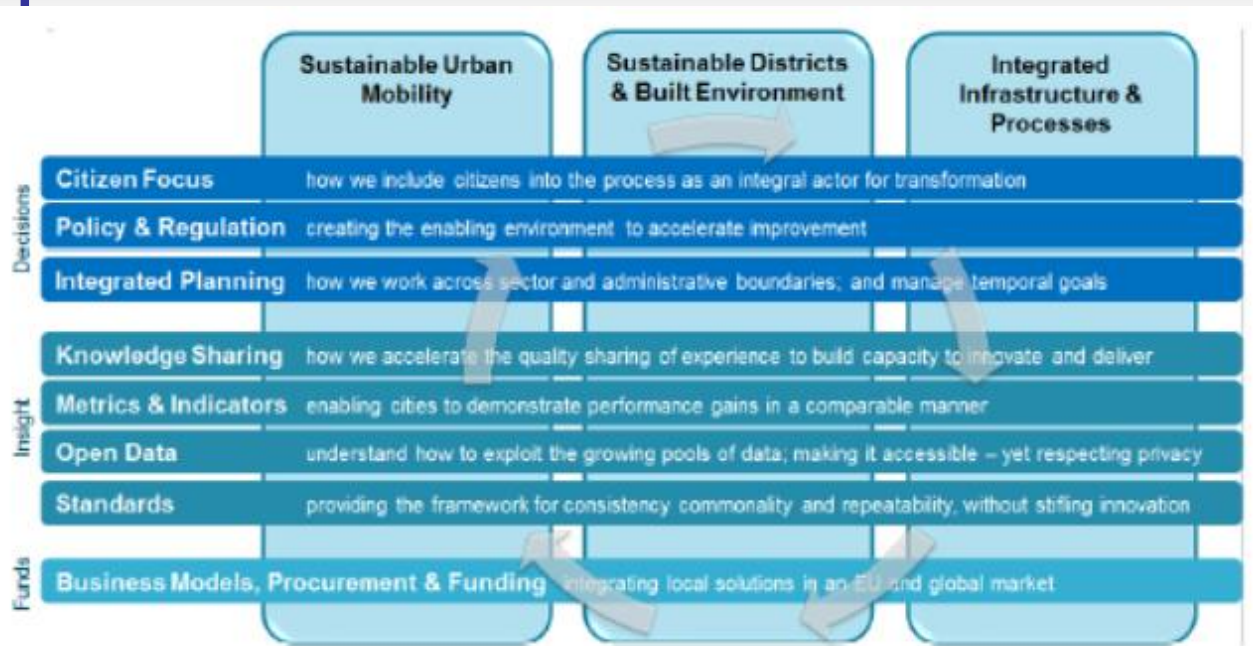 Sustainable Urban
Mobility
Sustainable Districts
& Built Environment
Integrated
Infrastructure &
Processes
Decisions
Citizen Focus how we include citizens into the process as an integral actor for transformation
Policy & Regulation creating the enabling environment to accelerate improvement
Integrated Planning how we work across sector and administrative boundaries; and manage temporal goals
Insight
Knowledge Sharing how we accelerate the quality sharing of experience to build capacity to innovate and deliver
Metrics & Indicators enabling cities to demonstrate performance gains in a comparable manner
Open Data understand how to exploit the growing pools of data; making it accessible – yet respecting privacy
Standards providing the framework for consistency commonality and repeatability, without stifling innovation
Funds
Business Models, Procurement & Funding integrating local solutions in an EU and global market